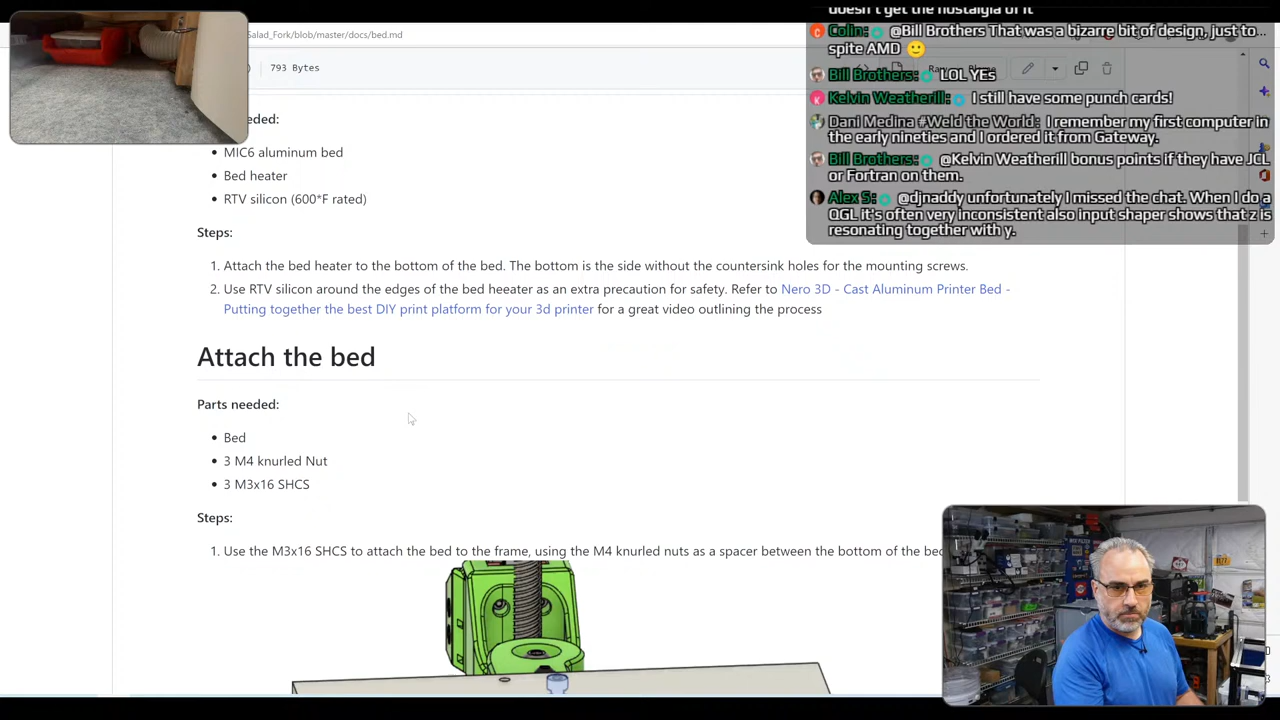 Salad_Fork/blob/master/docs/bed.md
793 Bytes
eeded:
MIC6 aluminum bed
Bed heater
RTV silicon (600*F rated)
Steps:
1. Attach the bed heater to the bottom of the bed. The bottom is the side without the countersink holes for the mounting screws.
2. Use RTV silicon around the edges of the bed heeater as an extra precaution for safety. Refer to Nero 3D - Cast Aluminum Printer Bed -
Putting together the best DIY print platform for your 3d printer for a great video outlining the process
Attach the bed
Parts needed:
Bed
3 M4 knurled Nut
3 M3x16 SHCS
Steps:
1. Use the M3x16 SHCS to attach the bed to the frame, using the M4 knurled nuts as a spacer between the bottom of the bed
doesn't get the nostalgia of it
Colin: @Bill Brothers That was a bizarre bit of design, just to
spite AMD 🙂
Bill Brothers: LOL YEs
Kelvin Weatherill: I still have some punch cards!
Dani Medina #Weld the World: I remember my first computer in
the early nineties and I ordered it from Gateway.
Bill Brothers: @Kelvin Weatherill bonus points if they have JCL
or Fortran on them.
Alex S: @djnaddy unfortunately I missed the chat. When I do a
QGL it's often very inconsistent also input shaper shows that z is
resonating together with y.